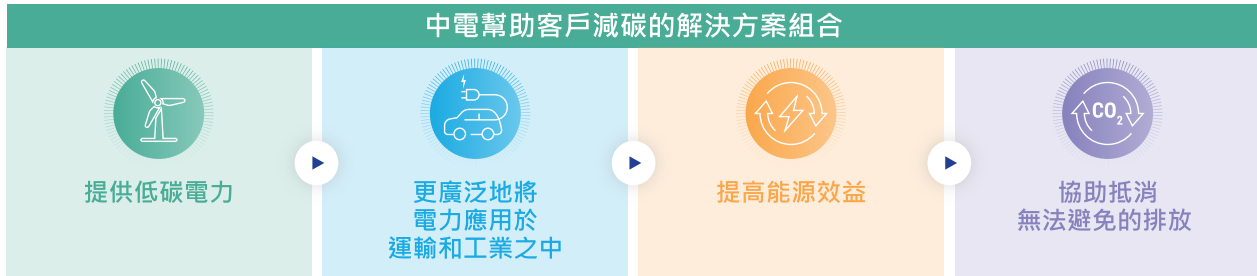 中電幫助客戶減碳的解決方案組合
提供低碳電力
更廣泛地將
電力應用於
運輸和工業之中
提高能源效益
CO2
協助抵消
無法避免的排放